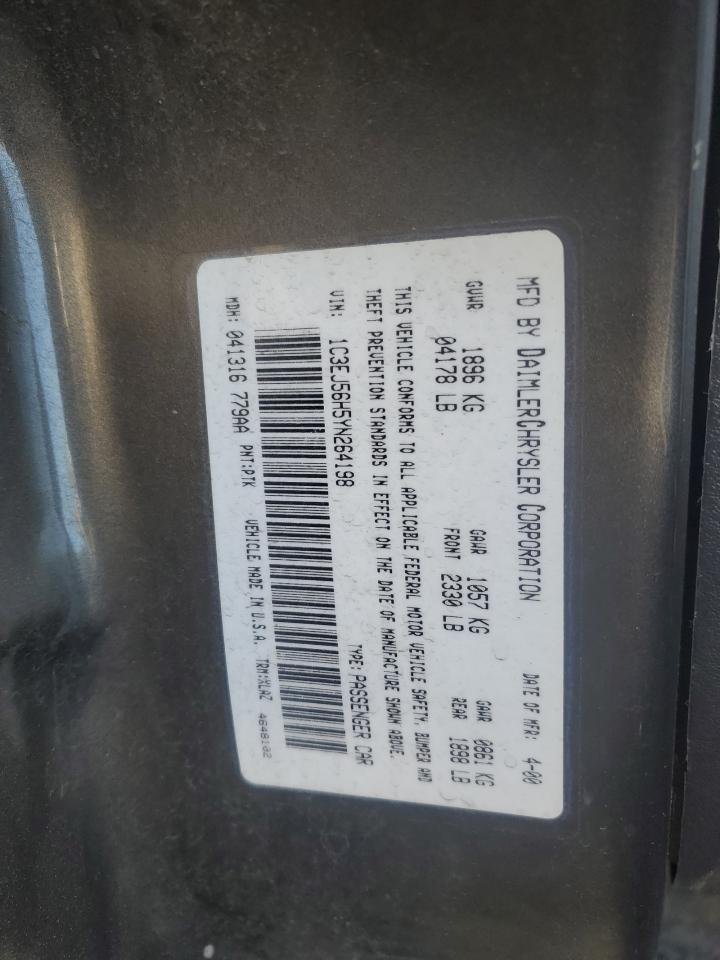 MFD BY DAIMLERCHRYSLER CORPORATION DATE OF MFR: 4-00
GVWR 1896 KG GAWR 1057 KG GAWR 0861 KG
04178 LB FRONT 2330 LB REAR 1898 LB
THIS VEHICLE CONFORMS TO ALL APPLICABLE FEDERAL MOTOR VEHICLE SAFETY, BUMPER AND
THEFT PREVENTION STANDARDS IN EFFECT ON THE DATE OF MANUFACTURE SHOWN ABOVE.
VIN: 1C3EJ56H5YN264198 TYPE: PASSENGER CAR
MDH: 041316 779AA PNT:PTK VEHICLE MADE IN U.S.A. TRM:XLAZ 4648102